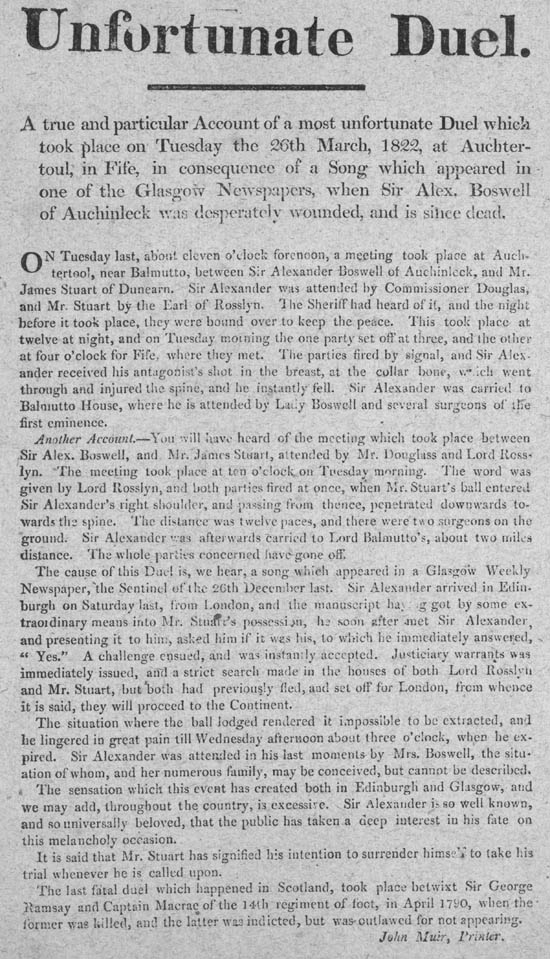 Unfortunate Duel.
A true and particular Account of a most unfortunate Duel which
took place on Tuesday the 26th March, 1822, at Auchter-
toul, in Fife, in consequence of a Song which appeared in
one of the Glasgow Newspapers, when Sir Alex. Boswell
of Auchinleck was desperately wounded, and is since dead.
ON Tuesday last, about eleven o'clock forenoon, a meeting took place at Auch-
tertool, near Balmutto, between Sir Alexander Boswell of Auchinleck, and Mr.
James Stuart of Dunearn. Sir Alexander was attended by Commissioner Douglas,
and Mr. Stuart by the Earl of Rosslyn. The Sheriff had heard of it, and the night
before it took place, they were bound over to keep the peace. This took place at
twelve at night, and on Tuesday morning the one party set off at three, and the other
at four o'clock for Fife, where they met. The parties fired by signal, and Sir Alex-
ander received his antagonist's shot in the breast, at the collar bone, which went
through and injured the spine, and he instantly fell. Sir Alexander was carried to
Balmutto House, where he is attended by Lady Boswell and several surgeons of the
first eminence.
Another Account.—You will have heard of the meeting which took place between
Sir Alex. Boswell, and Mr. James Stuart, attended by Mr. Douglass and Lord Ross-
lyn. The meeting took place at ten o'clock on Tuesday morning. The word was
given by Lord Rosslyn, and both parties fired at once, when Mr. Stuart's ball entered
Sir Alexander's right shoulder, and passing from thence, penetrated downwards to-
wards the spine. The distance was twelve paces, and there were two surgeons on the
ground. Sir Alexander was afterwards carried to Lord Balmutto's, about two miles
distance. The whole parties concerned have gone off.
The cause of this Duel is, we hear, a song which appeared in a Glasgow Weekly
Newspaper, the Sentinel of the 26th December last. Sir Alexander arrived in Edin-
burgh on Saturday last, from London, and the manuscript having got by some ex-
traordinary means into Mr. Stuart's possession, he soon after met Sir Alexander,
and presenting it to him, asked him if it was his, to which he immediately answered,
" Yes." A challenge ensued, and was instantly accepted. Justiciary warrants was
immediately issued, and a strict search made in the houses of both Lord Rosslyn
and Mr. Stuart, but both had previously fled, and set off for London, from whence
it is said, they will proceed to the Continent.
The situation where the ball lodged rendered it impossible to be extracted, and
he lingered in great pain till Wednesday afternoon about three o'clock, when he ex-
pired. Sir Alexander was attended in his last moments by Mrs. Boswell, the situ-
ation of whom, and her numerous family, may be conceived, but cannot be described.
The sensation which this event has created both in Edinburgh and Glasgow, and
we may add, throughout the country, is excessive. Sir Alexander is so well known,
and so universally beloved, that the public has taken a deep interest in his fate on
this melancholy occasion.
It is said that Mr. Stuart has signified his intention to surrender himself to take his
trial whenever he is called upon.
The last fatal duel which happened in Scotland, took place betwixt Sir George
Ramsay and Captain Macrae of the 14th regiment of foot, in April 1790, when the
former was killed, and the latter was indicted, but was outlawed for not appearing.
John Muir, Printer.